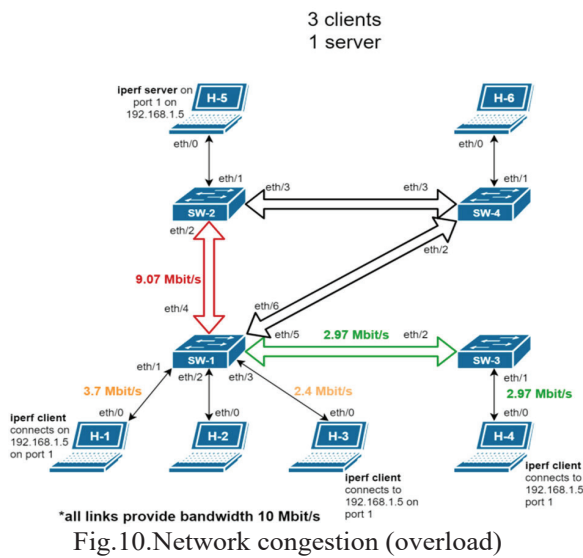 3 clients
1 server
iperf server on
port 1 on
192.168.1.5
H-5
H-6
eth/0
eth/0
eth/1
eth/1
eth/3
eth/3
SW-2
SW-4
eth/2
eth/2
9.07 Mbit/s
eth/4
eth/6
eth/5
2.97 Mbit/s
eth/2
SW-1
SW-3
eth/1
eth/2
eth/3
eth/1
3.7 Mbit/s
2.4 Mbit/s
2.97 Mbit/s
eth/0
eth/0
eth/0
eth/0
iperf client
connects on
192.168.1.5
on port 1
H-1
H-2
H-3
H-4
iperf client
connects to
192.168.1.5 on
port 1
iperf client
connects to
192.168.1.5
port 1
*all links provide bandwidth 10 Mbit/s
Fig.10.Network congestion (overload)